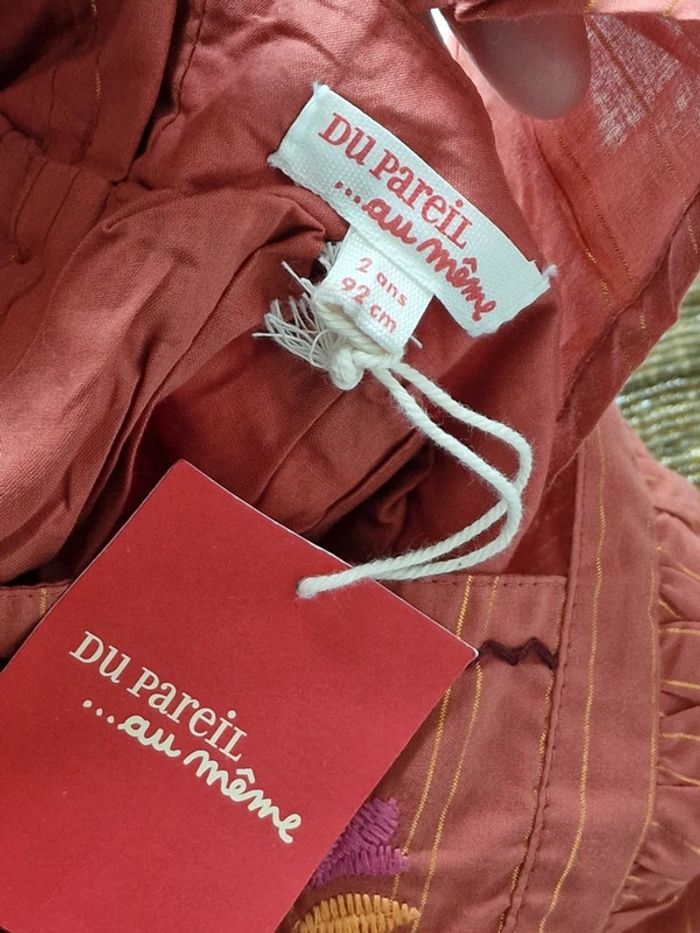 DU PareiL
...au même
2 ans
92 cm
DU PareiL
...au même